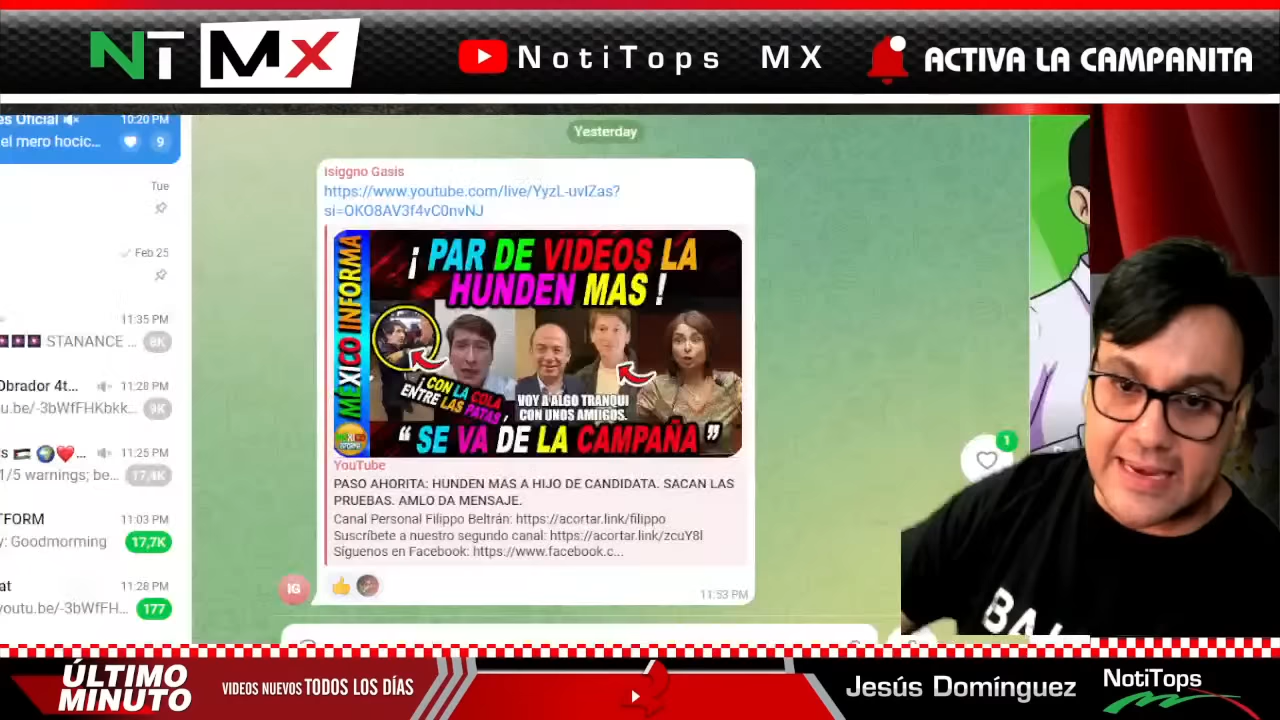 NT MX
NotiTops MX
ACTIVA LA CAMPANITA
es Oficial
10:20 PM
el mero hocic...
9
Tue
Feb 25
11:35 PM
STANANCE ...
8K
Obrador 4t...
11:28 PM
u.be/-3bWfFHKbkk...
9K
11:25 PM
1/5 warnings; be...
17,4K
TFORM
11:03 PM
y: Goodmorning
17,7K
at
11:28 PM
outu.be/-3bWfFH...
177
Yesterday
Isiggno Gasis
https://www.youtube.com/live/YyzL-uvIZas?
si=OKO8AV3f4vC0nvNJ
MÉXICO INFORMA
¡ PAR DE VIDEOS LA
HUNDEN MAS !
¡ CON LA COLA
ENTRE LAS PATAS,
VOY A ALGO TRANQUI
CON UNOS AMIIGOS.
“ SE VA DE LA CAMPAÑA ”
YouTube
PASO AHORITA: HUNDEN MAS A HIJO DE CANDIDATA. SACAN LAS
PRUEBAS. AMLO DA MENSAJE.
Canal Personal Filippo Beltrán: https://acortar.link/filippo
Suscríbete a nuestro segundo canal: https://acortar.link/zcuY8l
Síguenos en Facebook: https://www.facebook.c...
IG
11:53 PM
1
BAL
ÚLTIMO
MINUTO
VIDEOS NUEVOS TODOS LOS DÍAS
Jesús Domínguez
NotiTops